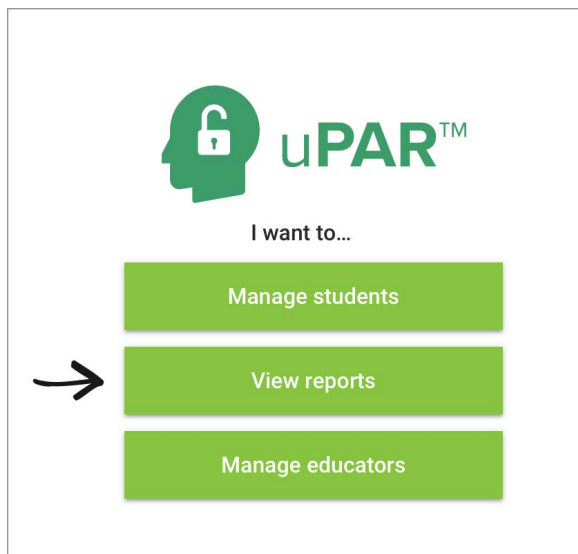 uPAR™
I want to...
Manage students
View reports
Manage educators